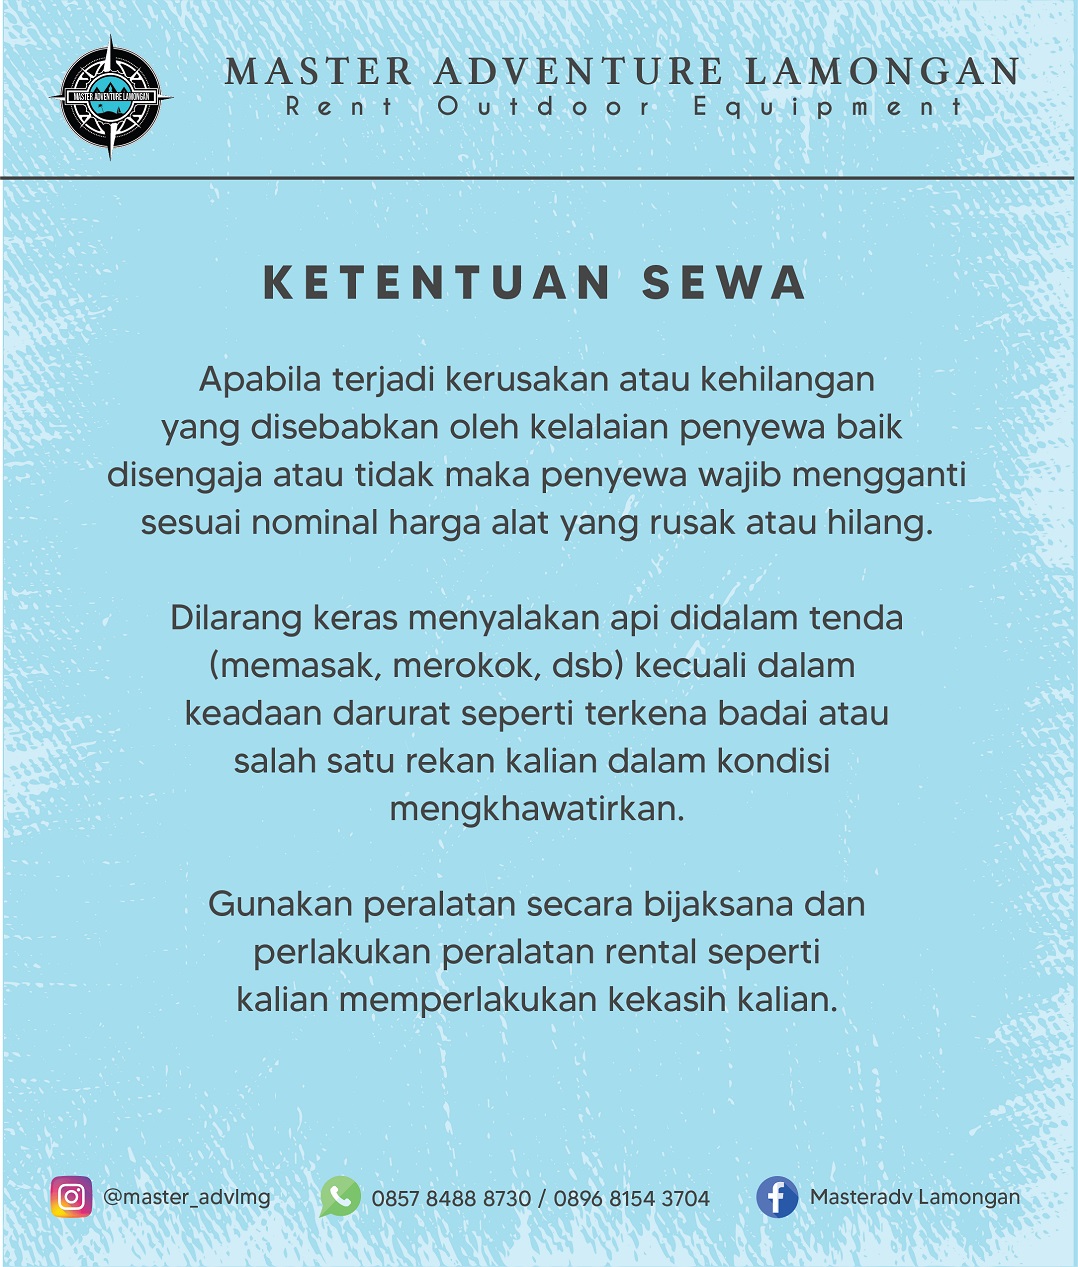 MASTER ADVENTURE LAMONGAN
MASTER ADVENTURE LAMONGAN
Rent Outdoor Equipment
KETENTUAN SEWA
Apabila terjadi kerusakan atau kehilangan
yang disebabkan oleh kelalaian penyewa baik
disengaja atau tidak maka penyewa wajib mengganti
sesuai nominal harga alat yang rusak atau hilang.
Dilarang keras menyalakan api didalam tenda
(memasak, merokok, dsb) kecuali dalam
keadaan darurat seperti terkena badai atau
salah satu rekan kalian dalam kondisi
mengkhawatirkan.
Gunakan peralatan secara bijaksana dan
perlakukan peralatan rental seperti
kalian memperlakukan kekasih kalian.
@master_advlmg
0857 8488 8730 / 0896 8154 3704
Masteradv Lamongan